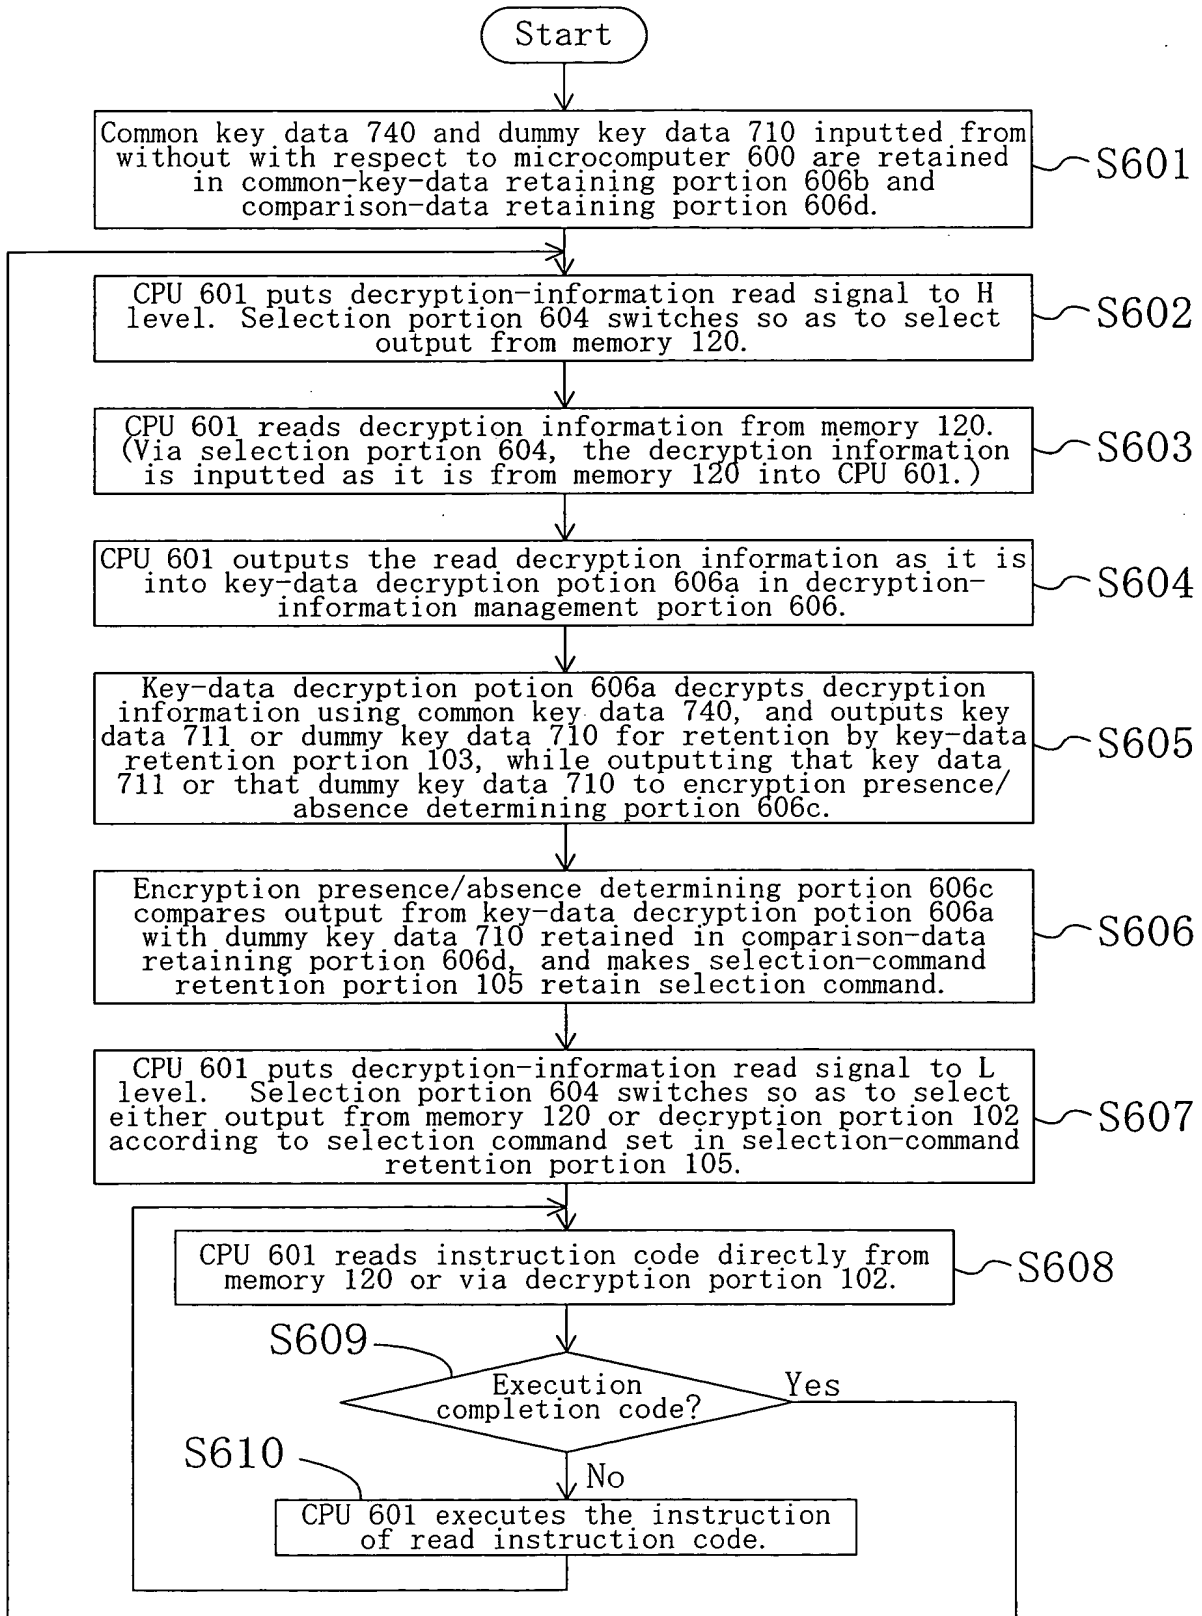 Start
Common key data 740 and dummy key data 710 inputted from
without with respect to microcomputer 600 are retained
in common-key-data retaining portion 606b and
comparison-data retaining portion 606d.
S601
CPU 601 puts decryption-information read signal to H
level. Selection portion 604 switches so as to select
output from memory 120.
S602
CPU 601 reads decryption information from memory 120.
(Via selection portion 604, the decryption information
is inputted as it is from memory 120 into CPU 601.)
S603
CPU 601 outputs the read decryption information as it is
into key-data decryption potion 606a in decryption-
information management portion 606.
S604
Key-data decryption potion 606a decrypts decryption
information using common key data 740, and outputs key
data 711 or dummy key data 710 for retention by key-data
retention portion 103, while outputting that key data
711 or that dummy key data 710 to encryption presence/
absence determining portion 606c.
S605
Encryption presence/absence determining portion 606c
compares output from key-data decryption potion 606a
with dummy key data 710 retained in comparison-data
retaining portion 606d, and makes selection-command
retention portion 105 retain selection command.
S606
CPU 601 puts decryption-information read signal to L
level. Selection portion 604 switches so as to select
either output from memory 120 or decryption portion 102
according to selection command set in selection-command
retention portion 105.
S607
CPU 601 reads instruction code directly from
memory 120 or via decryption portion 102.
S608
S609
Execution
completion code?
Yes
S610
No
CPU 601 executes the instruction
of read instruction code.